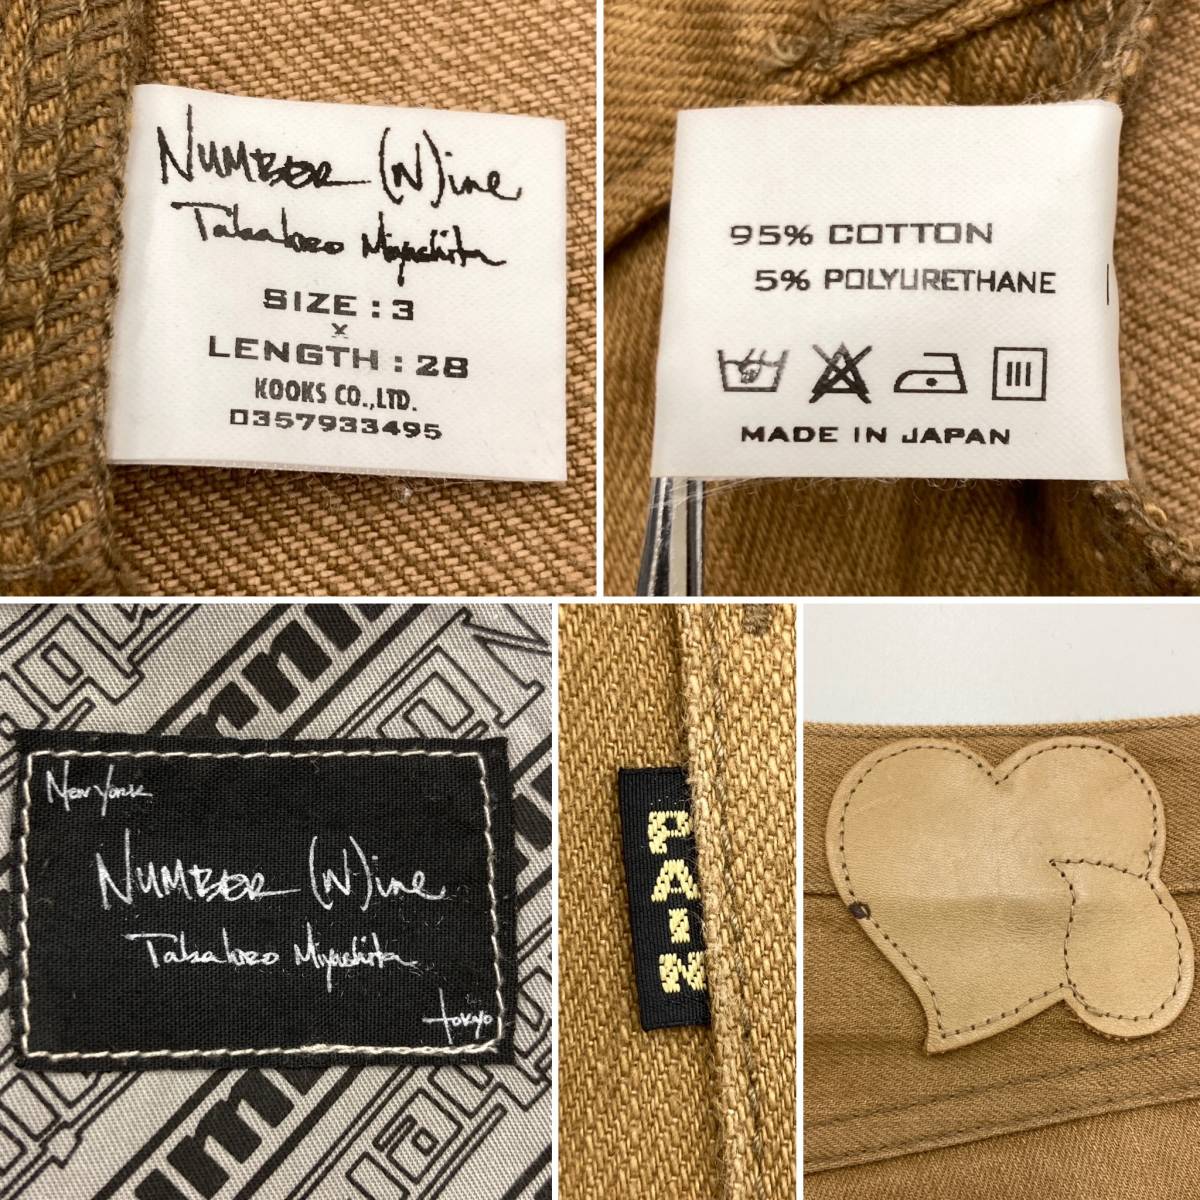 NUMBER (N)ine
Takahiro Miyashita
SIZE : 3
x
LENGTH : 28
KOOKS CO.,LTD.
0357933495
95% COTTON
5% POLYURETHANE
MADE IN JAPAN
New York
NUMBER (N)ine
Takahiro Miyashita
tokyo
PAIN